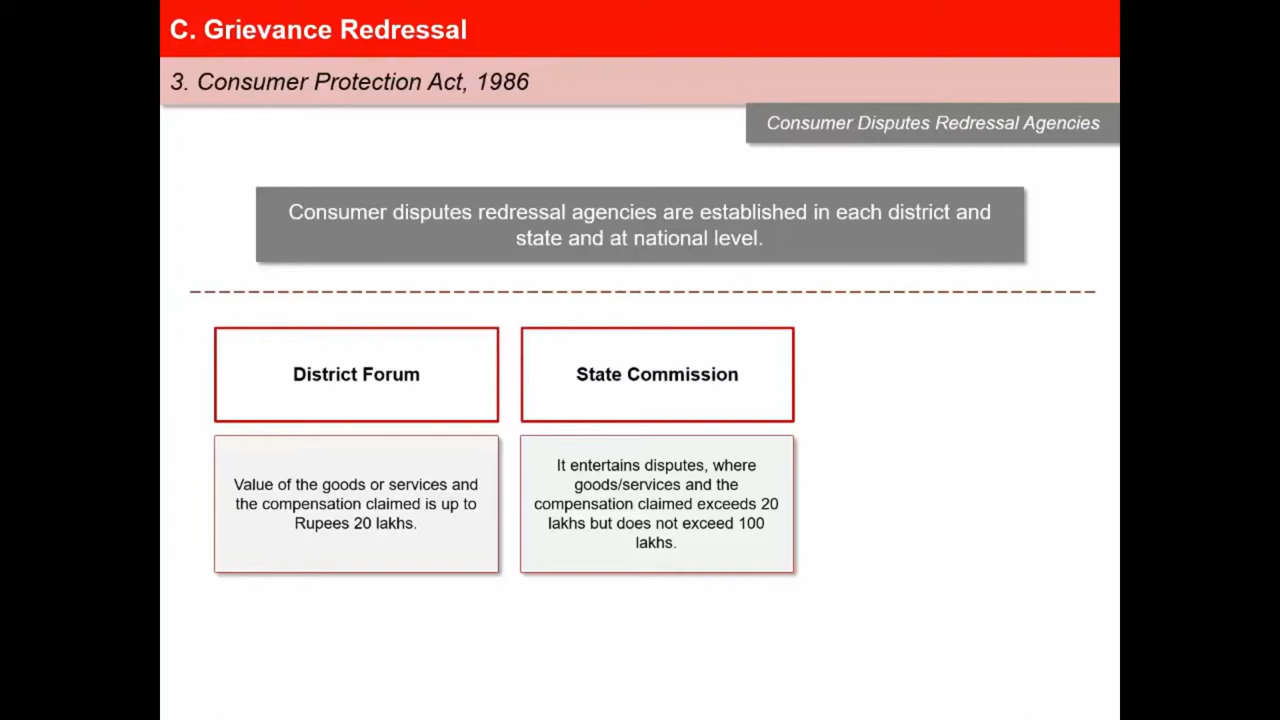 C. Grievance Redressal
3. Consumer Protection Act, 1986
Consumer Disputes Redressal Agencies
Consumer disputes redressal agencies are established in each district and
state and at national level.
District Forum
Value of the goods or services and
the compensation claimed is up to
Rupees 20 lakhs.
State Commission
It entertains disputes, where
goods/services and the
compensation claimed exceeds 20
lakhs but does not exceed 100
lakhs.